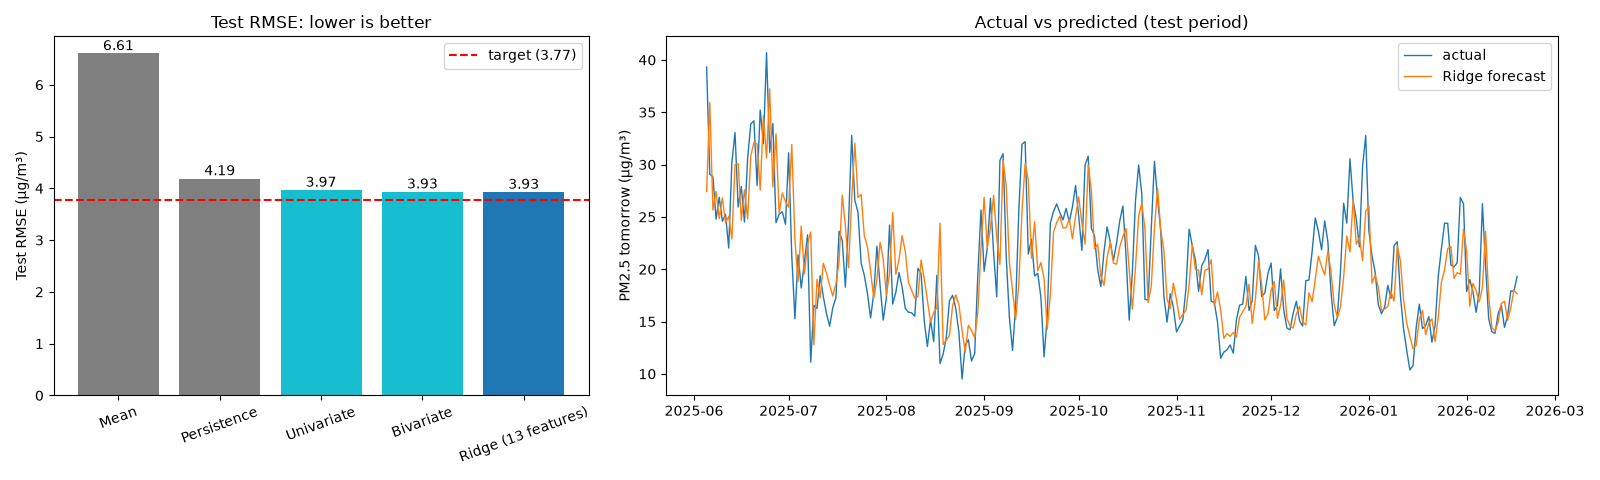 Test RMSE: lower is better
Test RMSE (µg/m³)
6
5
4
3
2
1
0
6.61
4.19
3.97
3.93
3.93
target (3.77)
Mean
Persistence
Univariate
Bivariate
Ridge (13 features)
Actual vs predicted (test period)
PM2.5 tomorrow (µg/m³)
40
35
30
25
20
15
10
actual
Ridge forecast
2025-06
2025-07
2025-08
2025-09
2025-10
2025-11
2025-12
2026-01
2026-02
2026-03